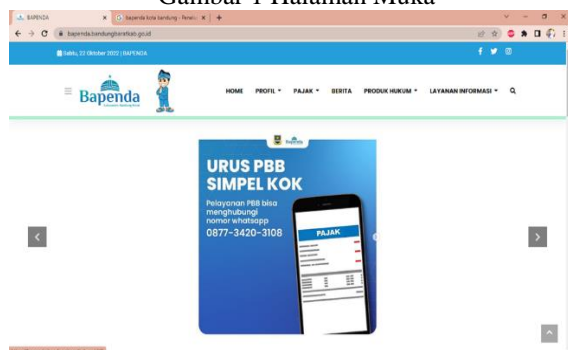 Gambar 1 Halaman Muka
BAPENDA
bapenda kota bandung - Penelu
bapenda.bandungbaratkab.go.id
Sabtu, 22 Oktober 2022 | BAPENDA
Bapenda
HOME PROFIL PAJAK BERITA PRODUK HUKUM LAYANAN INFORMASI
Bapenda
URUS PBB
SIMPEL KOK
Pelayanan PBB bisa
menghubungi
nomor whatsapp
0877-3420-3108
PAJAK